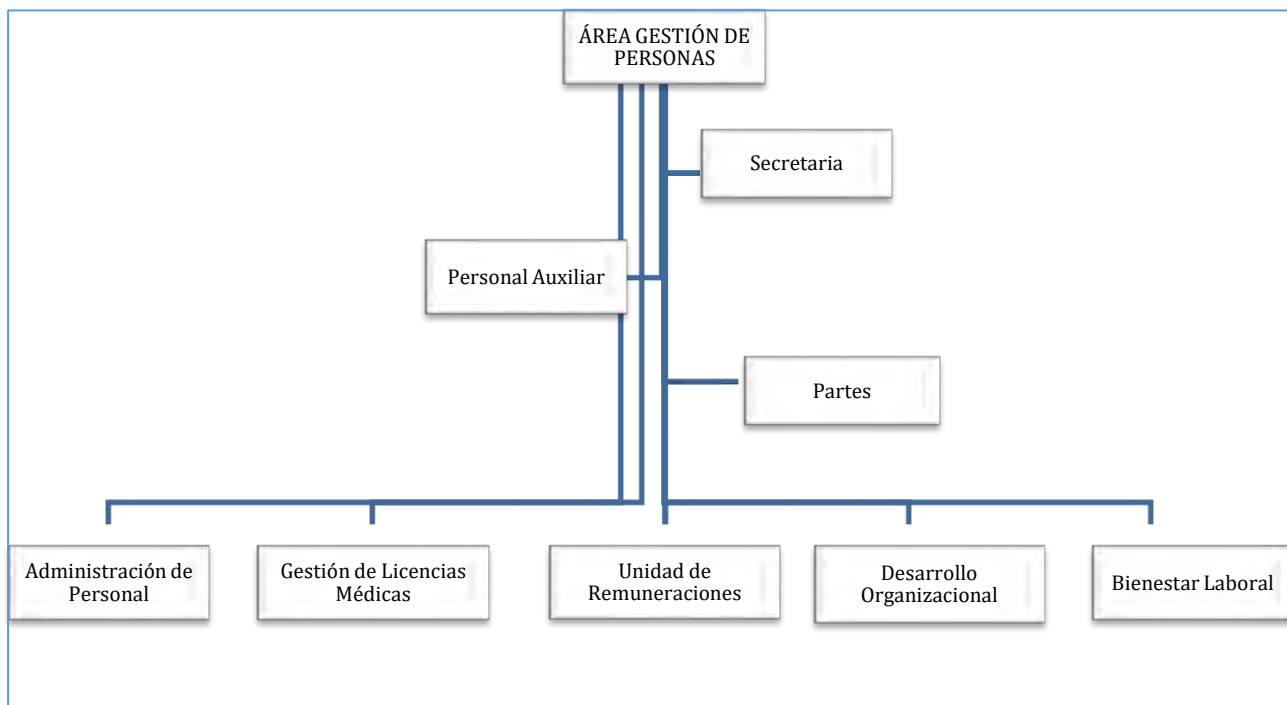 ÁREA GESTIÓN DE
PERSONAS
Secretaria
Personal Auxiliar
Partes
Administración de
Personal
Gestión de Licencias
Médicas
Unidad de
Remuneraciones
Desarrollo
Organizacional
Bienestar Laboral